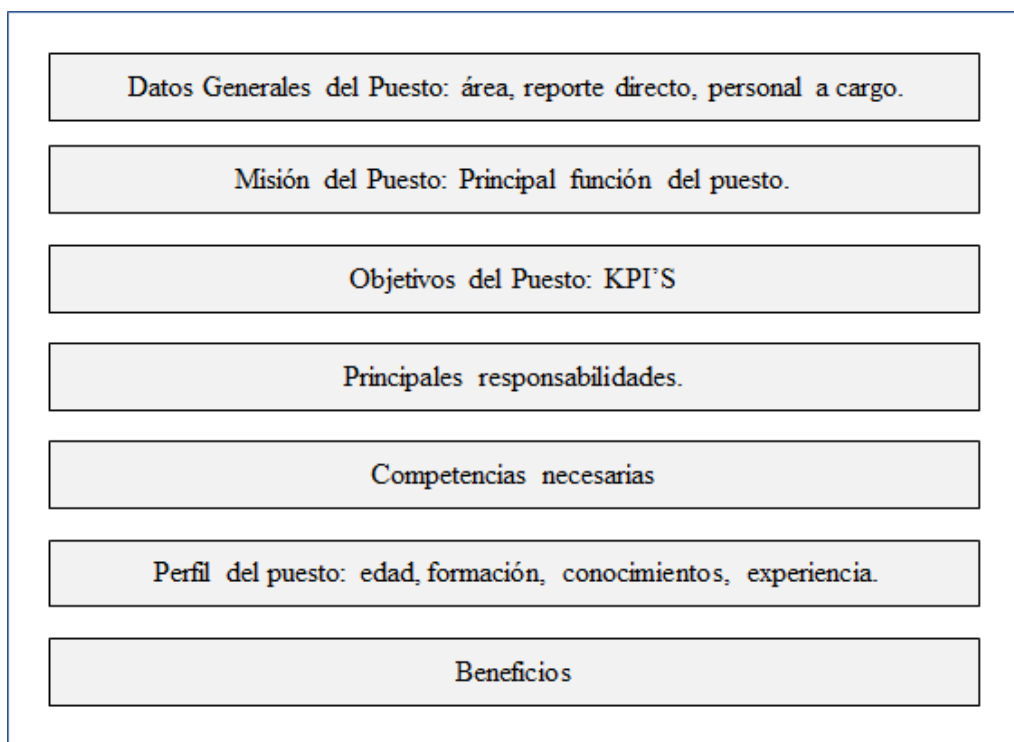 Datos Generales del Puesto: área, reporte directo, personal a cargo.
Misión del Puesto: Principal función del puesto.
Objetivos del Puesto: KPI’S
Principales responsabilidades.
Competencias necesarias
Perfil del puesto: edad, formación, conocimientos, experiencia.
Beneficios